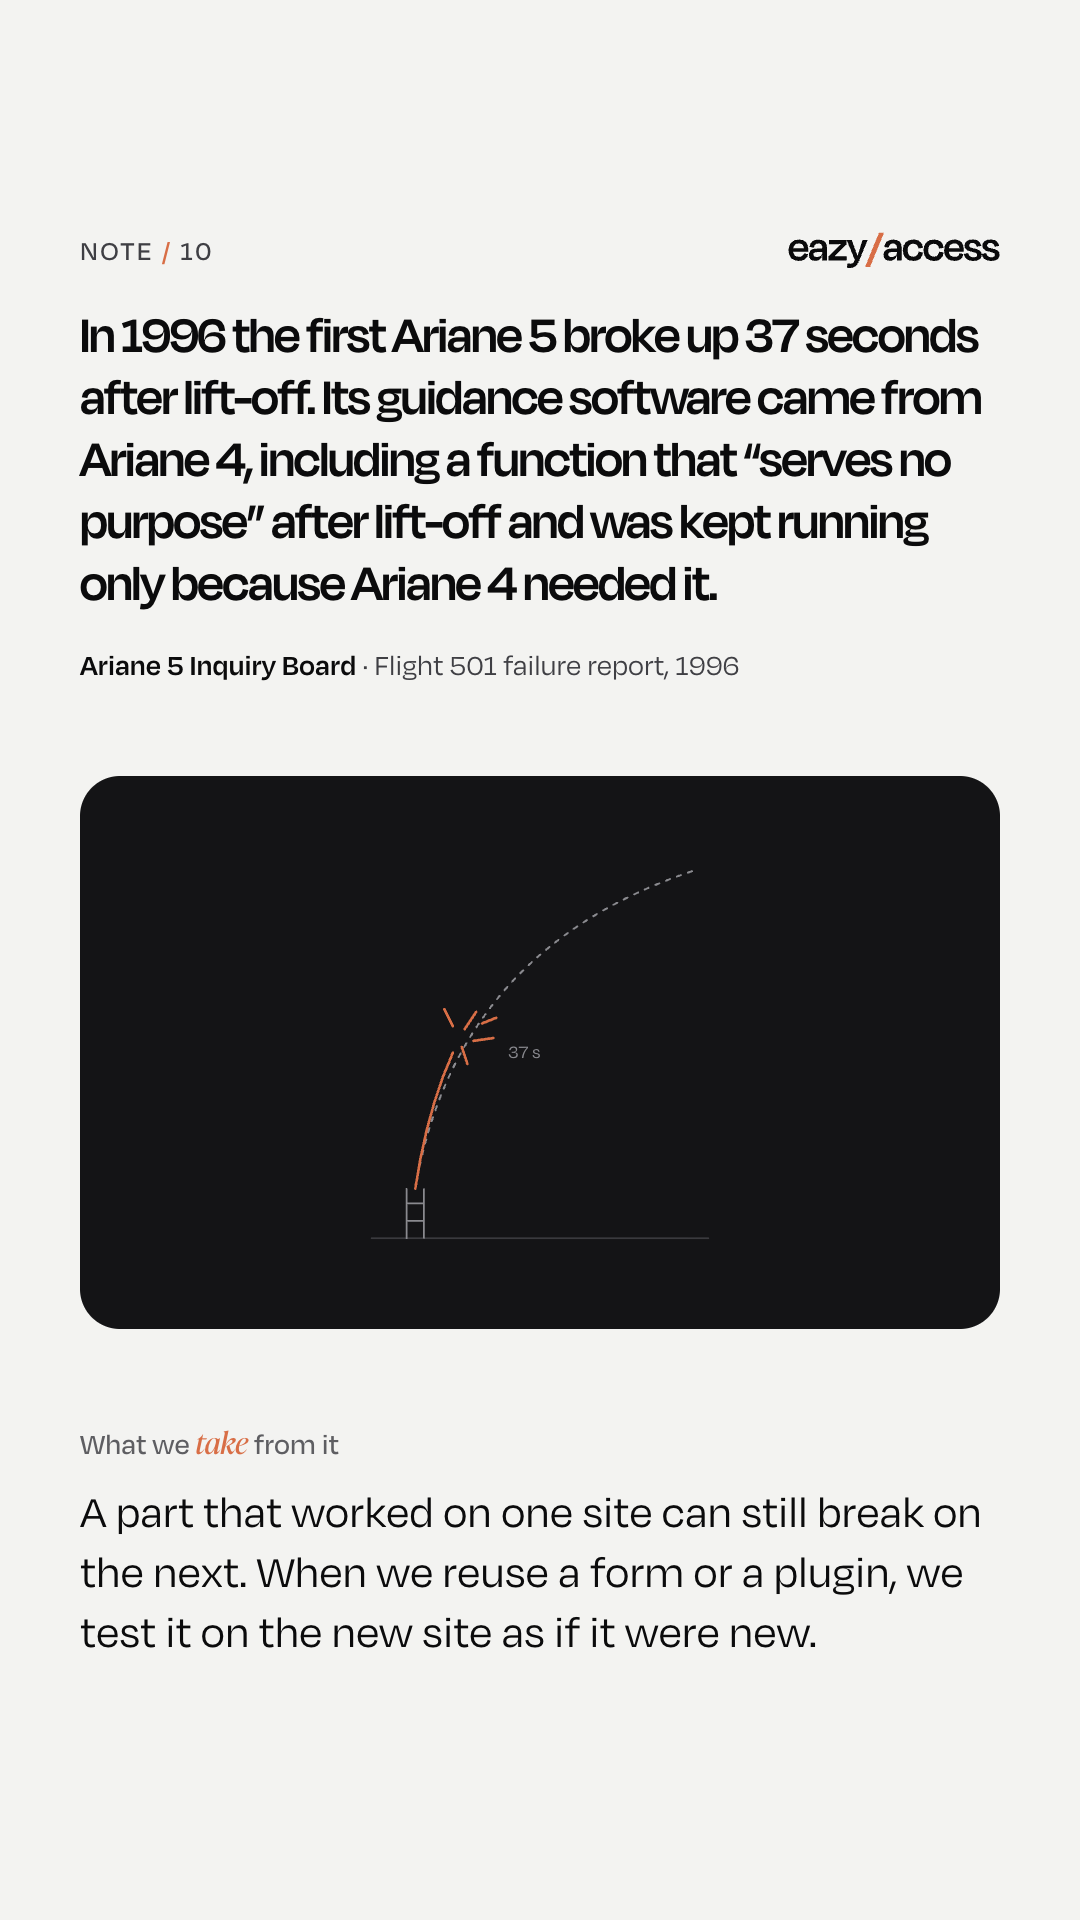 NOTE / 10
eazy/access
In 1996 the first Ariane 5 broke up 37 seconds
after lift-off. Its guidance software came from
Ariane 4, including a function that “serves no
purpose” after lift-off and was kept running
only because Ariane 4 needed it.
Ariane 5 Inquiry Board · Flight 501 failure report, 1996
37 s
What we take from it
A part that worked on one site can still break on
the next. When we reuse a form or a plugin, we
test it on the new site as if it were new.